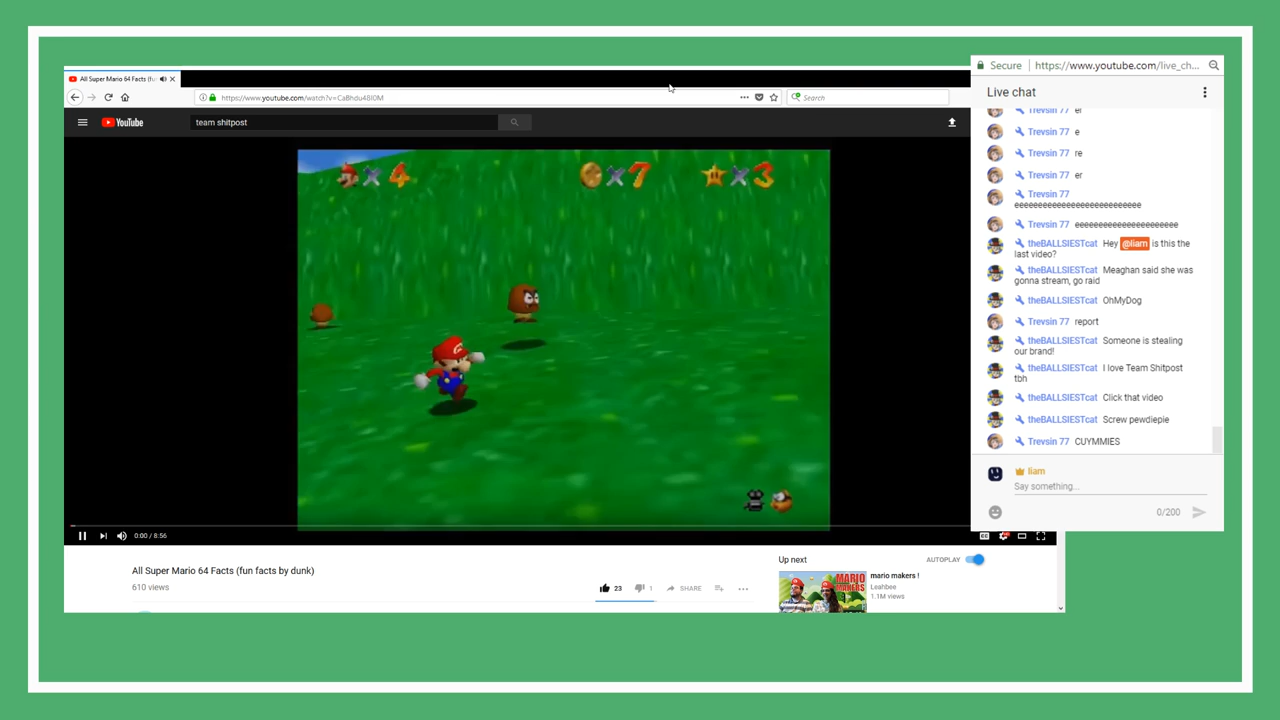 All Super Mario 64 Facts (fu
https://www.youtube.com/watch?v=CaBhdu48I0M
Search
YouTube
team shitpost
×4
×7
×3
0:00 / 8:56
CC
All Super Mario 64 Facts (fun facts by dunk)
610 views
23
1
SHARE
Up next
AUTOPLAY
MARIO
MAKERS
mario makers !
Leahbee
1.1M views
Secure
https://www.youtube.com/live_ch...
Live chat
Trevsin 77 er
Trevsin 77 e
Trevsin 77 re
Trevsin 77 er
Trevsin 77
Trevsin 77
theBALLSIESTcat Hey @liam is this the
last video?
theBALLSIESTcat Meaghan said she was
gonna stream, go raid
theBALLSIESTcat OhMyDog
Trevsin 77 report
theBALLSIESTcat Someone is stealing
our brand!
theBALLSIESTcat I love Team Shitpost
tbh
theBALLSIESTcat Click that video
theBALLSIESTcat Screw pewdiepie
Trevsin 77 CUYMMIES
liam
Say something...
0/200